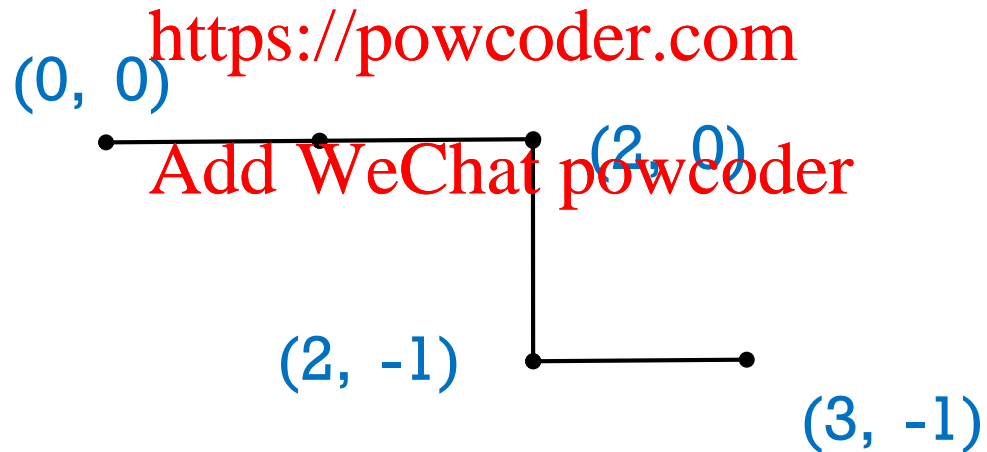 https://powcoder.com
(0, 0)
(2, 0)
Add WeChat powcoder
(2, -1)
(3, -1)